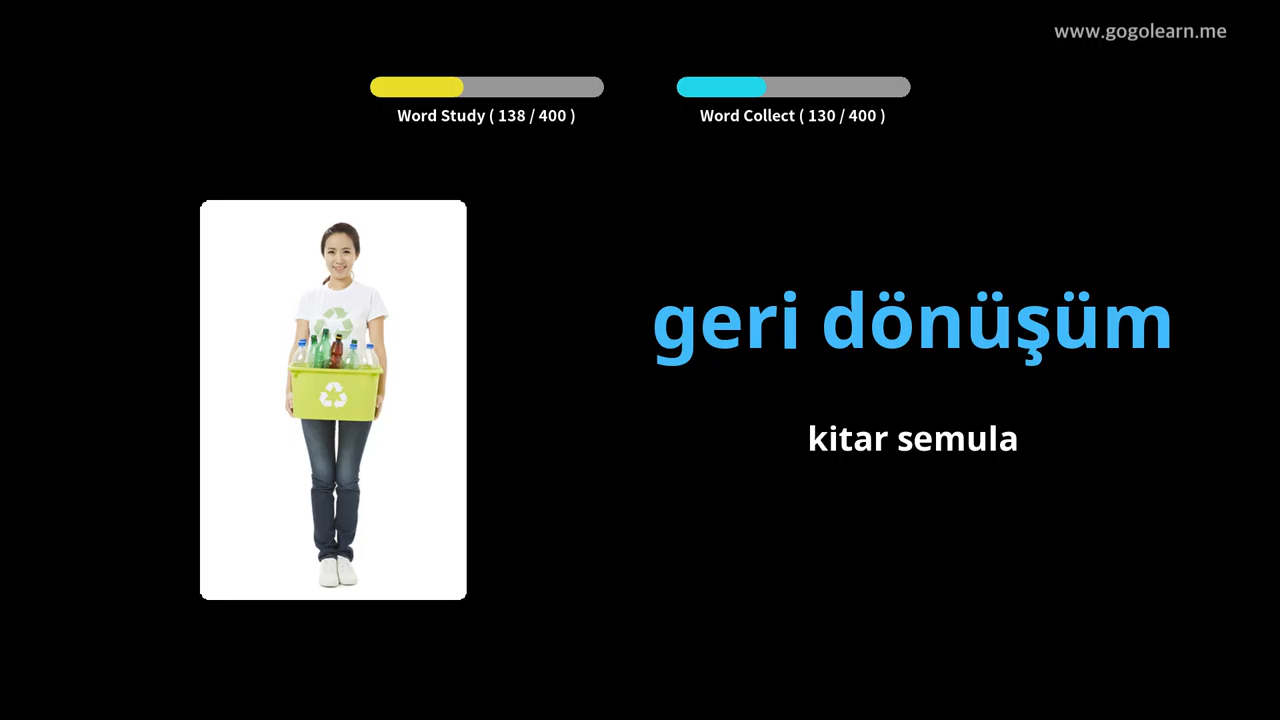 www.gogolearn.me
Word Study ( 138 / 400 )
Word Collect ( 130 / 400 )
geri dönüşüm
kitar semula